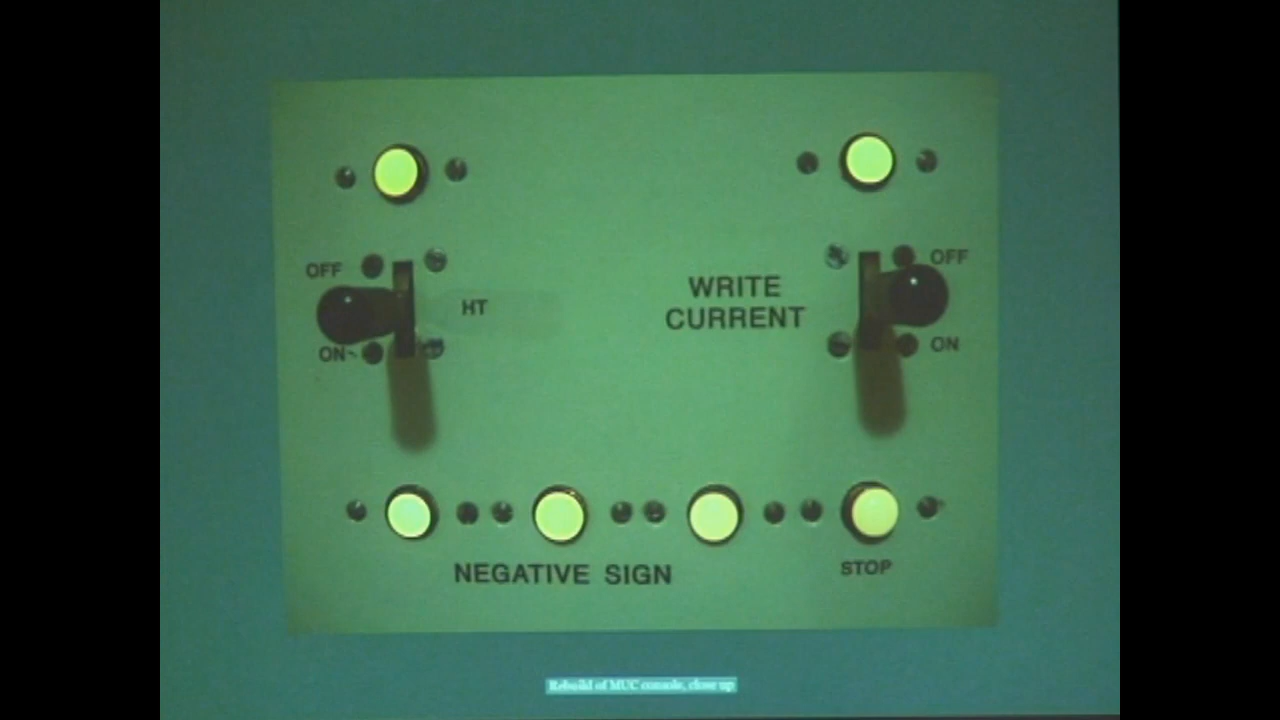 OFF
HT
ON
WRITE
CURRENT
OFF
ON
NEGATIVE SIGN
STOP
Rebuild of MUC console, close up